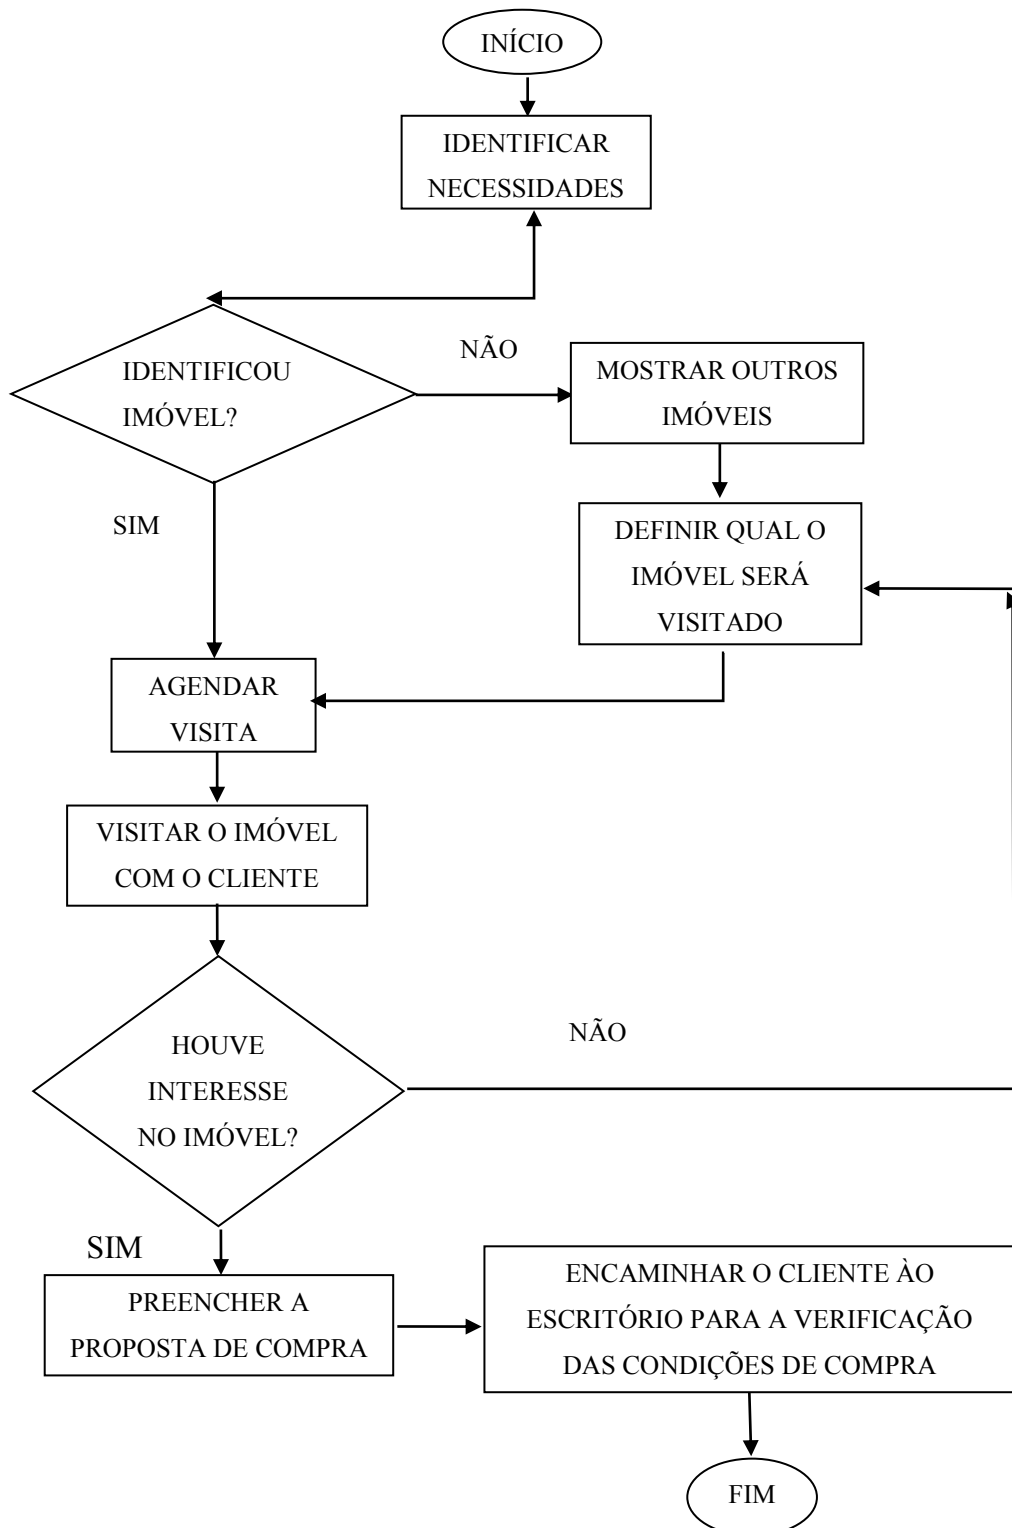 INÍCIO
IDENTIFICAR
NECESSIDADES
IDENTIFICOU
IMÓVEL?
NÃO
MOSTRAR OUTROS
IMÓVEIS
SIM
DEFINIR QUAL O
IMÓVEL SERÁ
VISITADO
AGENDAR
VISITA
VISITAR O IMÓVEL
COM O CLIENTE
HOUVE
INTERESSE
NO IMÓVEL?
NÃO
SIM
PREENCHER A
PROPOSTA DE COMPRA
ENCAMINHAR O CLIENTE ÀO
ESCRITÓRIO PARA A VERIFICAÇÃO
DAS CONDIÇÕES DE COMPRA
FIM